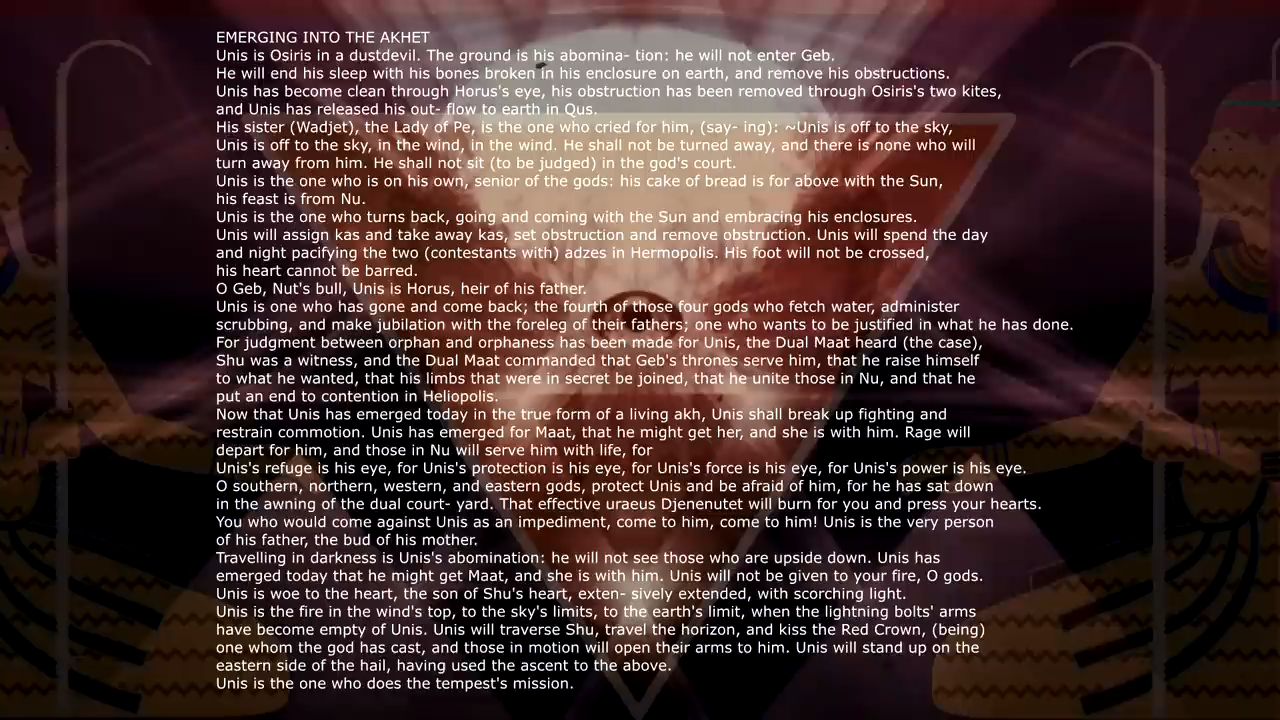 EMERGING INTO THE AKHET
Unis is Osiris in a dustdevil. The ground is his abomina- tion: he will not enter Geb.
He will end his sleep with his bones broken in his enclosure on earth, and remove his obstructions.
Unis has become clean through Horus's eye, his obstruction has been removed through Osiris's two kites,
and Unis has released his out- flow to earth in Qus.
His sister (Wadjet), the Lady of Pe, is the one who cried for him, (say- ing): ~Unis is off to the sky,
Unis is off to the sky, in the wind, in the wind. He shall not be turned away, and there is none who will
turn away from him. He shall not sit (to be judged) in the god's court.
Unis is the one who is on his own, senior of the gods: his cake of bread is for above with the Sun,
his feast is from Nu.
Unis is the one who turns back, going and coming with the Sun and embracing his enclosures.
Unis will assign kas and take away kas, set obstruction and remove obstruction. Unis will spend the day
and night pacifying the two (contestants with) adzes in Hermopolis. His foot will not be crossed,
his heart cannot be barred.
O Geb, Nut's bull, Unis is Horus, heir of his father.
Unis is one who has gone and come back; the fourth of those four gods who fetch water, administer
scrubbing, and make jubilation with the foreleg of their fathers; one who wants to be justified in what he has done.
For judgment between orphan and orphaness has been made for Unis, the Dual Maat heard (the case),
Shu was a witness, and the Dual Maat commanded that Geb's thrones serve him, that he raise himself
to what he wanted, that his limbs that were in secret be joined, that he unite those in Nu, and that he
put an end to contention in Heliopolis.
Now that Unis has emerged today in the true form of a living akh, Unis shall break up fighting and
restrain commotion. Unis has emerged for Maat, that he might get her, and she is with him. Rage will
depart for him, and those in Nu will serve him with life, for
Unis's refuge is his eye, for Unis's protection is his eye, for Unis's force is his eye, for Unis's power is his eye.
O southern, northern, western, and eastern gods, protect Unis and be afraid of him, for he has sat down
in the awning of the dual court- yard. That effective uraeus Djenenutet will burn for you and press your hearts.
You who would come against Unis as an impediment, come to him, come to him! Unis is the very person
of his father, the bud of his mother.
Travelling in darkness is Unis's abomination: he will not see those who are upside down. Unis has
emerged today that he might get Maat, and she is with him. Unis will not be given to your fire, O gods.
Unis is woe to the heart, the son of Shu's heart, exten- sively extended, with scorching light.
Unis is the fire in the wind's top, to the sky's limits, to the earth's limit, when the lightning bolts' arms
have become empty of Unis. Unis will traverse Shu, travel the horizon, and kiss the Red Crown, (being)
one whom the god has cast, and those in motion will open their arms to him. Unis will stand up on the
eastern side of the hail, having used the ascent to the above.
Unis is the one who does the tempest's mission.